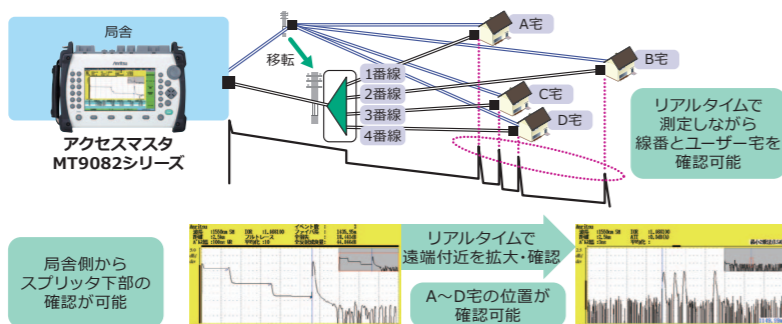 局舎
アクセスマスタ
MT9082シリーズ
移転
1番線
2番線
3番線
4番線
A宅
B宅
C宅
D宅
リアルタイムで
測定しながら
線番とユーザー宅を
確認可能
局舎側から
スプリッタ下部の
確認が可能
リアルタイムで
遠端付近を拡大・確認
A～D宅の位置が
確認可能
Anritsu
Anritsu